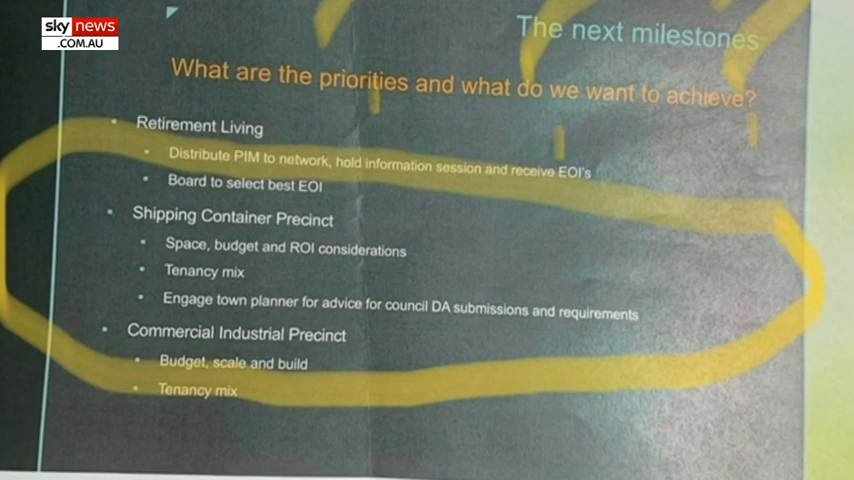 sky news
.COM.AU
The next milestones
What are the priorities and what do we want to achieve?
Retirement Living
Distribute PIM to network, hold information session and receive EOI's
Board to select best EOI
Shipping Container Precinct
Space, budget and ROI considerations
Tenancy mix
Engage town planner for advice for council DA submissions and requirements
Commercial Industrial Precinct
Budget, scale and build
Tenancy mix